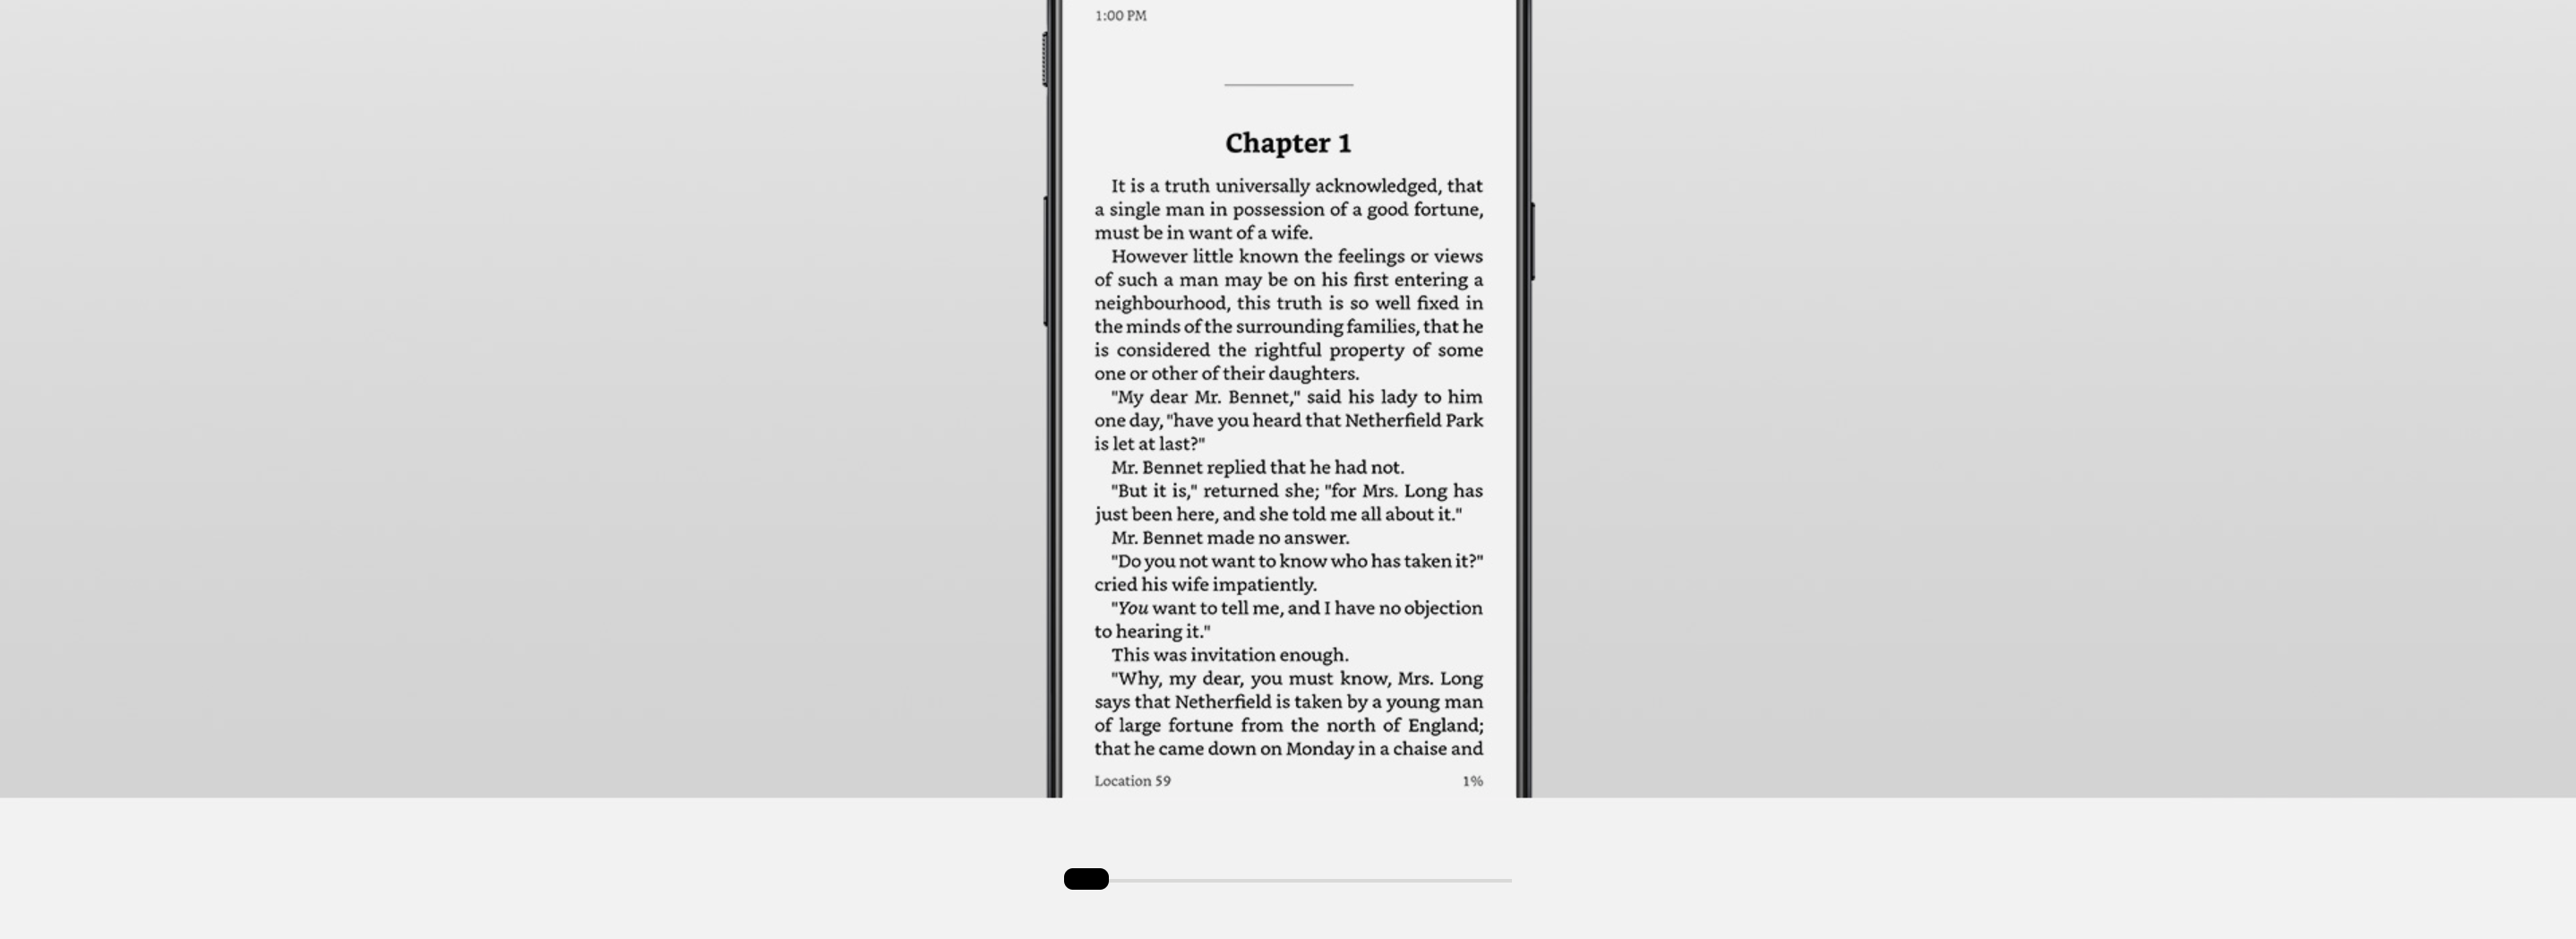 1:00 PM
Chapter 1
It is a truth universally acknowledged, that
a single man in possession of a good fortune,
must be in want of a wife.
However little known the feelings or views
of such a man may be on his first entering a
neighbourhood, this truth is so well fixed in
the minds of the surrounding families, that he
is considered the rightful property of some
one or other of their daughters.
"My dear Mr. Bennet," said his lady to him
one day, "have you heard that Netherfield Park
is let at last?"
Mr. Bennet replied that he had not.
"But it is," returned she; "for Mrs. Long has
just been here, and she told me all about it."
Mr. Bennet made no answer.
"Do you not want to know who has taken it?"
cried his wife impatiently.
"You want to tell me, and I have no objection
to hearing it."
This was invitation enough.
"Why, my dear, you must know, Mrs. Long
says that Netherfield is taken by a young man
of large fortune from the north of England;
that he came down on Monday in a chaise and
Location 59 1%